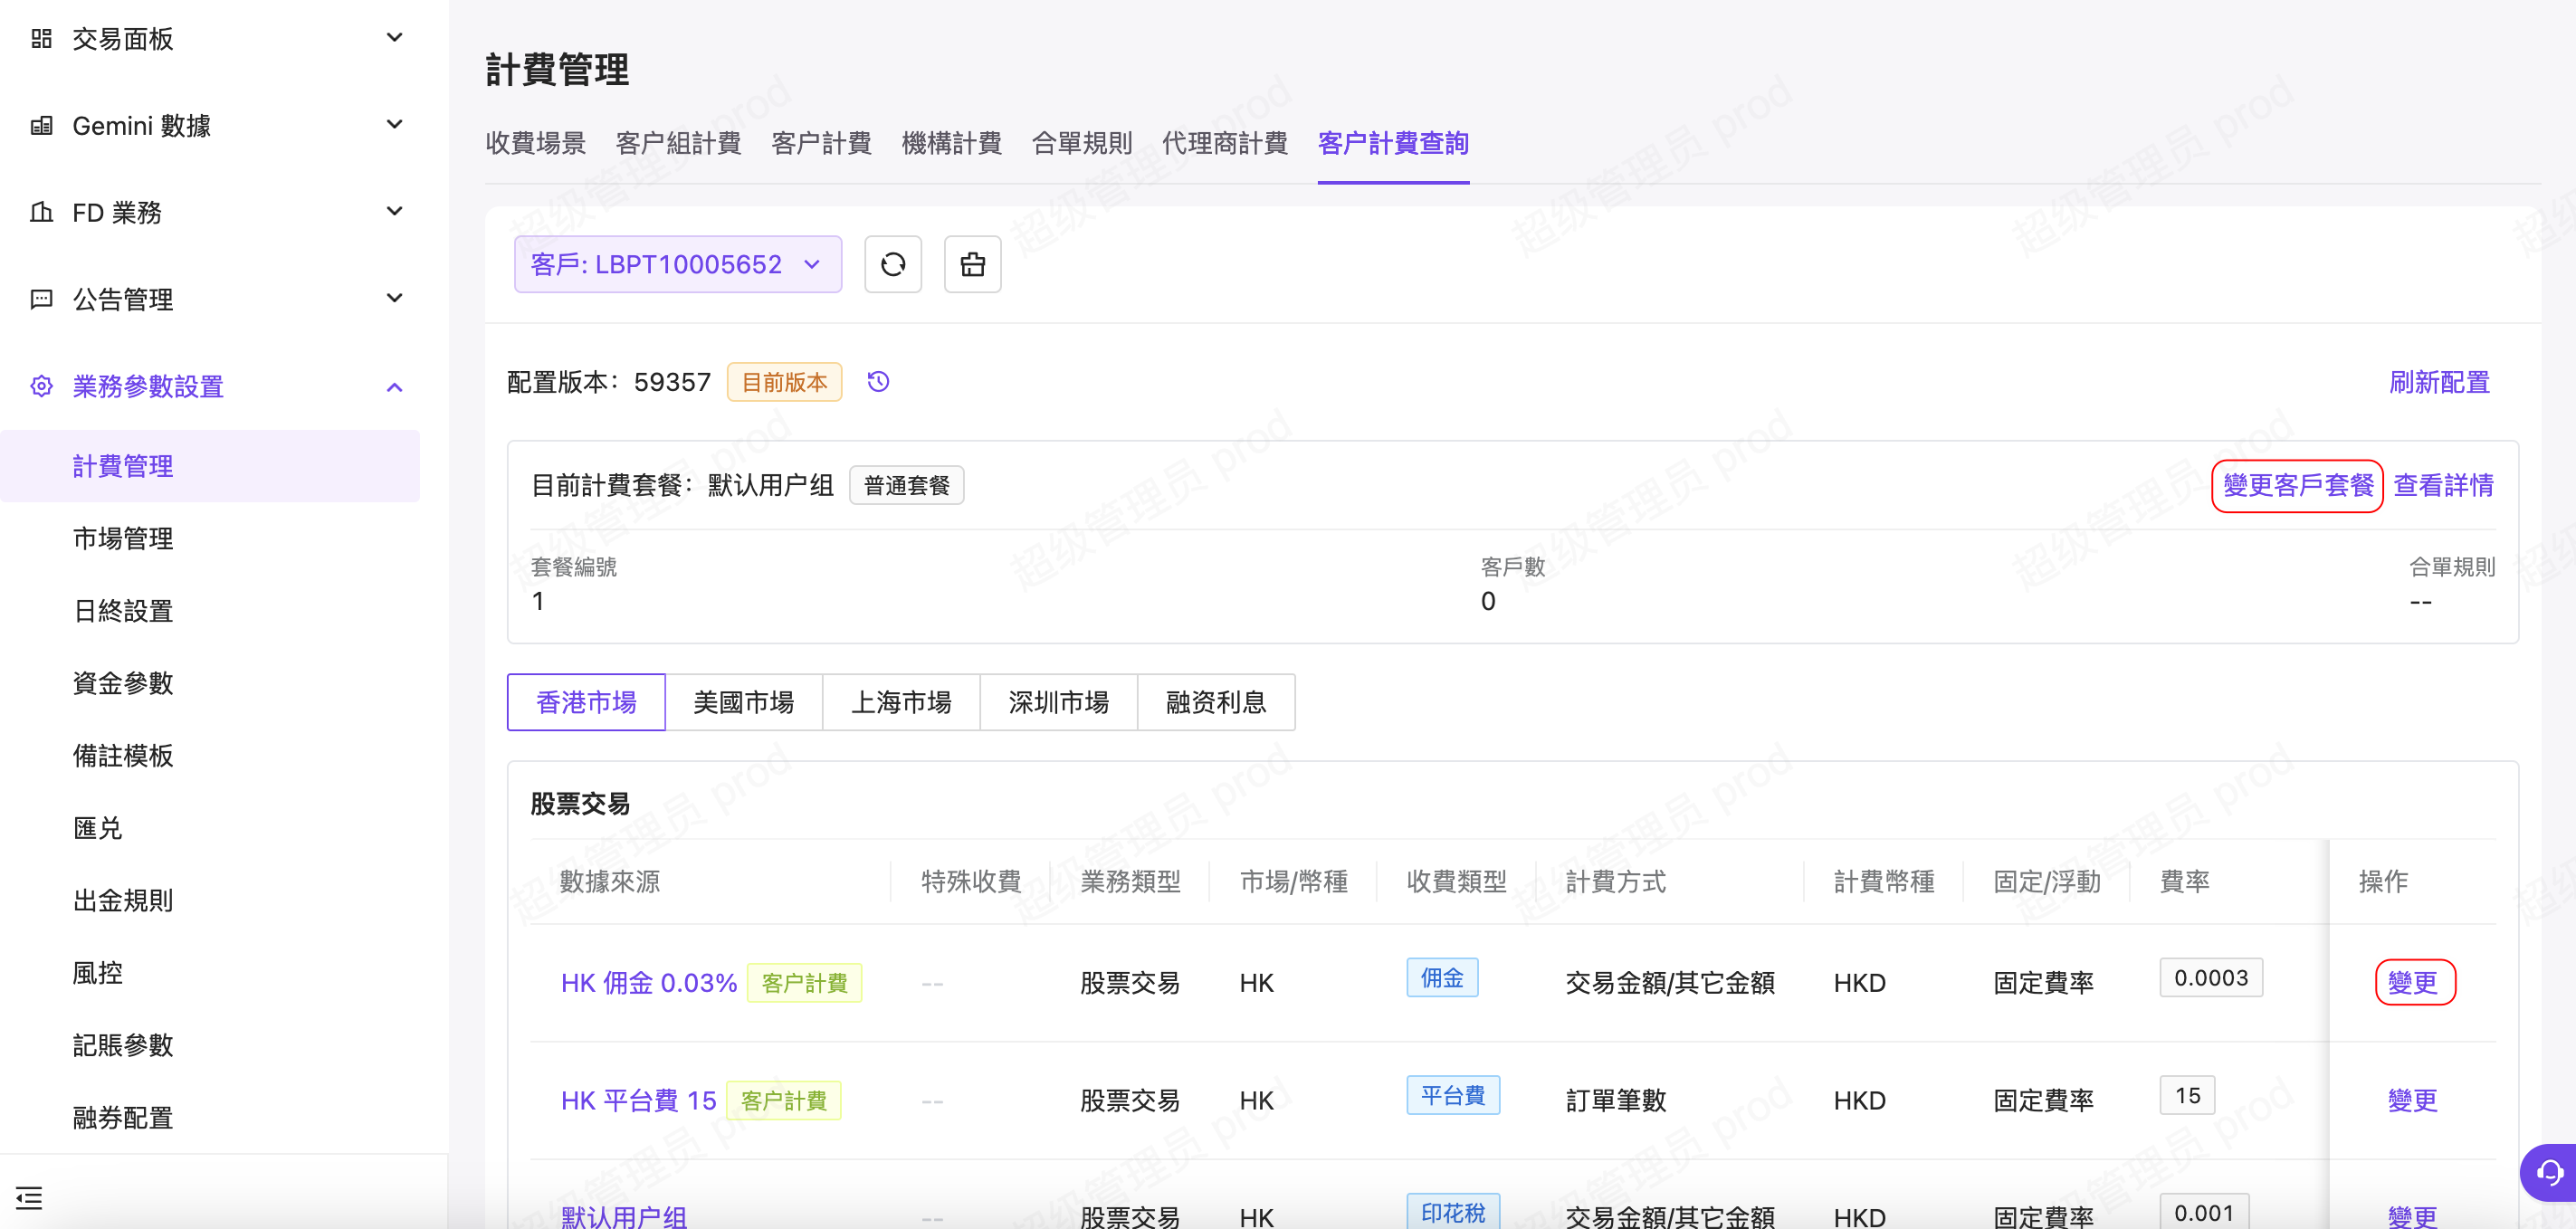 交易面板
Gemini 數據
FD 業務
公告管理
業務參數設置
計費管理
市場管理
日終設置
資金參數
備註模板
匯兑
出金規則
風控
記賬參數
融券配置
計費管理
收費場景 客户組計費 客户計費 機構計費 合單規則 代理商計費 客户計費查詢
客戶: LBPT10005652
配置版本：59357 目前版本 刷新配置
目前計費套餐：默认用户组 普通套餐 變更客戶套餐 查看詳情
套餐編號 客戶數 合單規則
1 0 --
香港市場 美國市場 上海市場 深圳市場 融资利息
股票交易
數據來源 特殊收費 業務類型 市場/幣種 收費類型 計費方式 計費幣種 固定/浮動 費率 操作
HK 佣金 0.03% 客户計費 -- 股票交易 HK 佣金 交易金額/其它金額 HKD 固定費率 0.0003 變更
HK 平台費 15 客户計費 -- 股票交易 HK 平台費 訂單筆數 HKD 固定費率 15 變更
默认用户组 -- 股票交易 HK 印花稅 交易金額/其它金額 HKD 固定費率 0.001 變更
超级管理员 prod